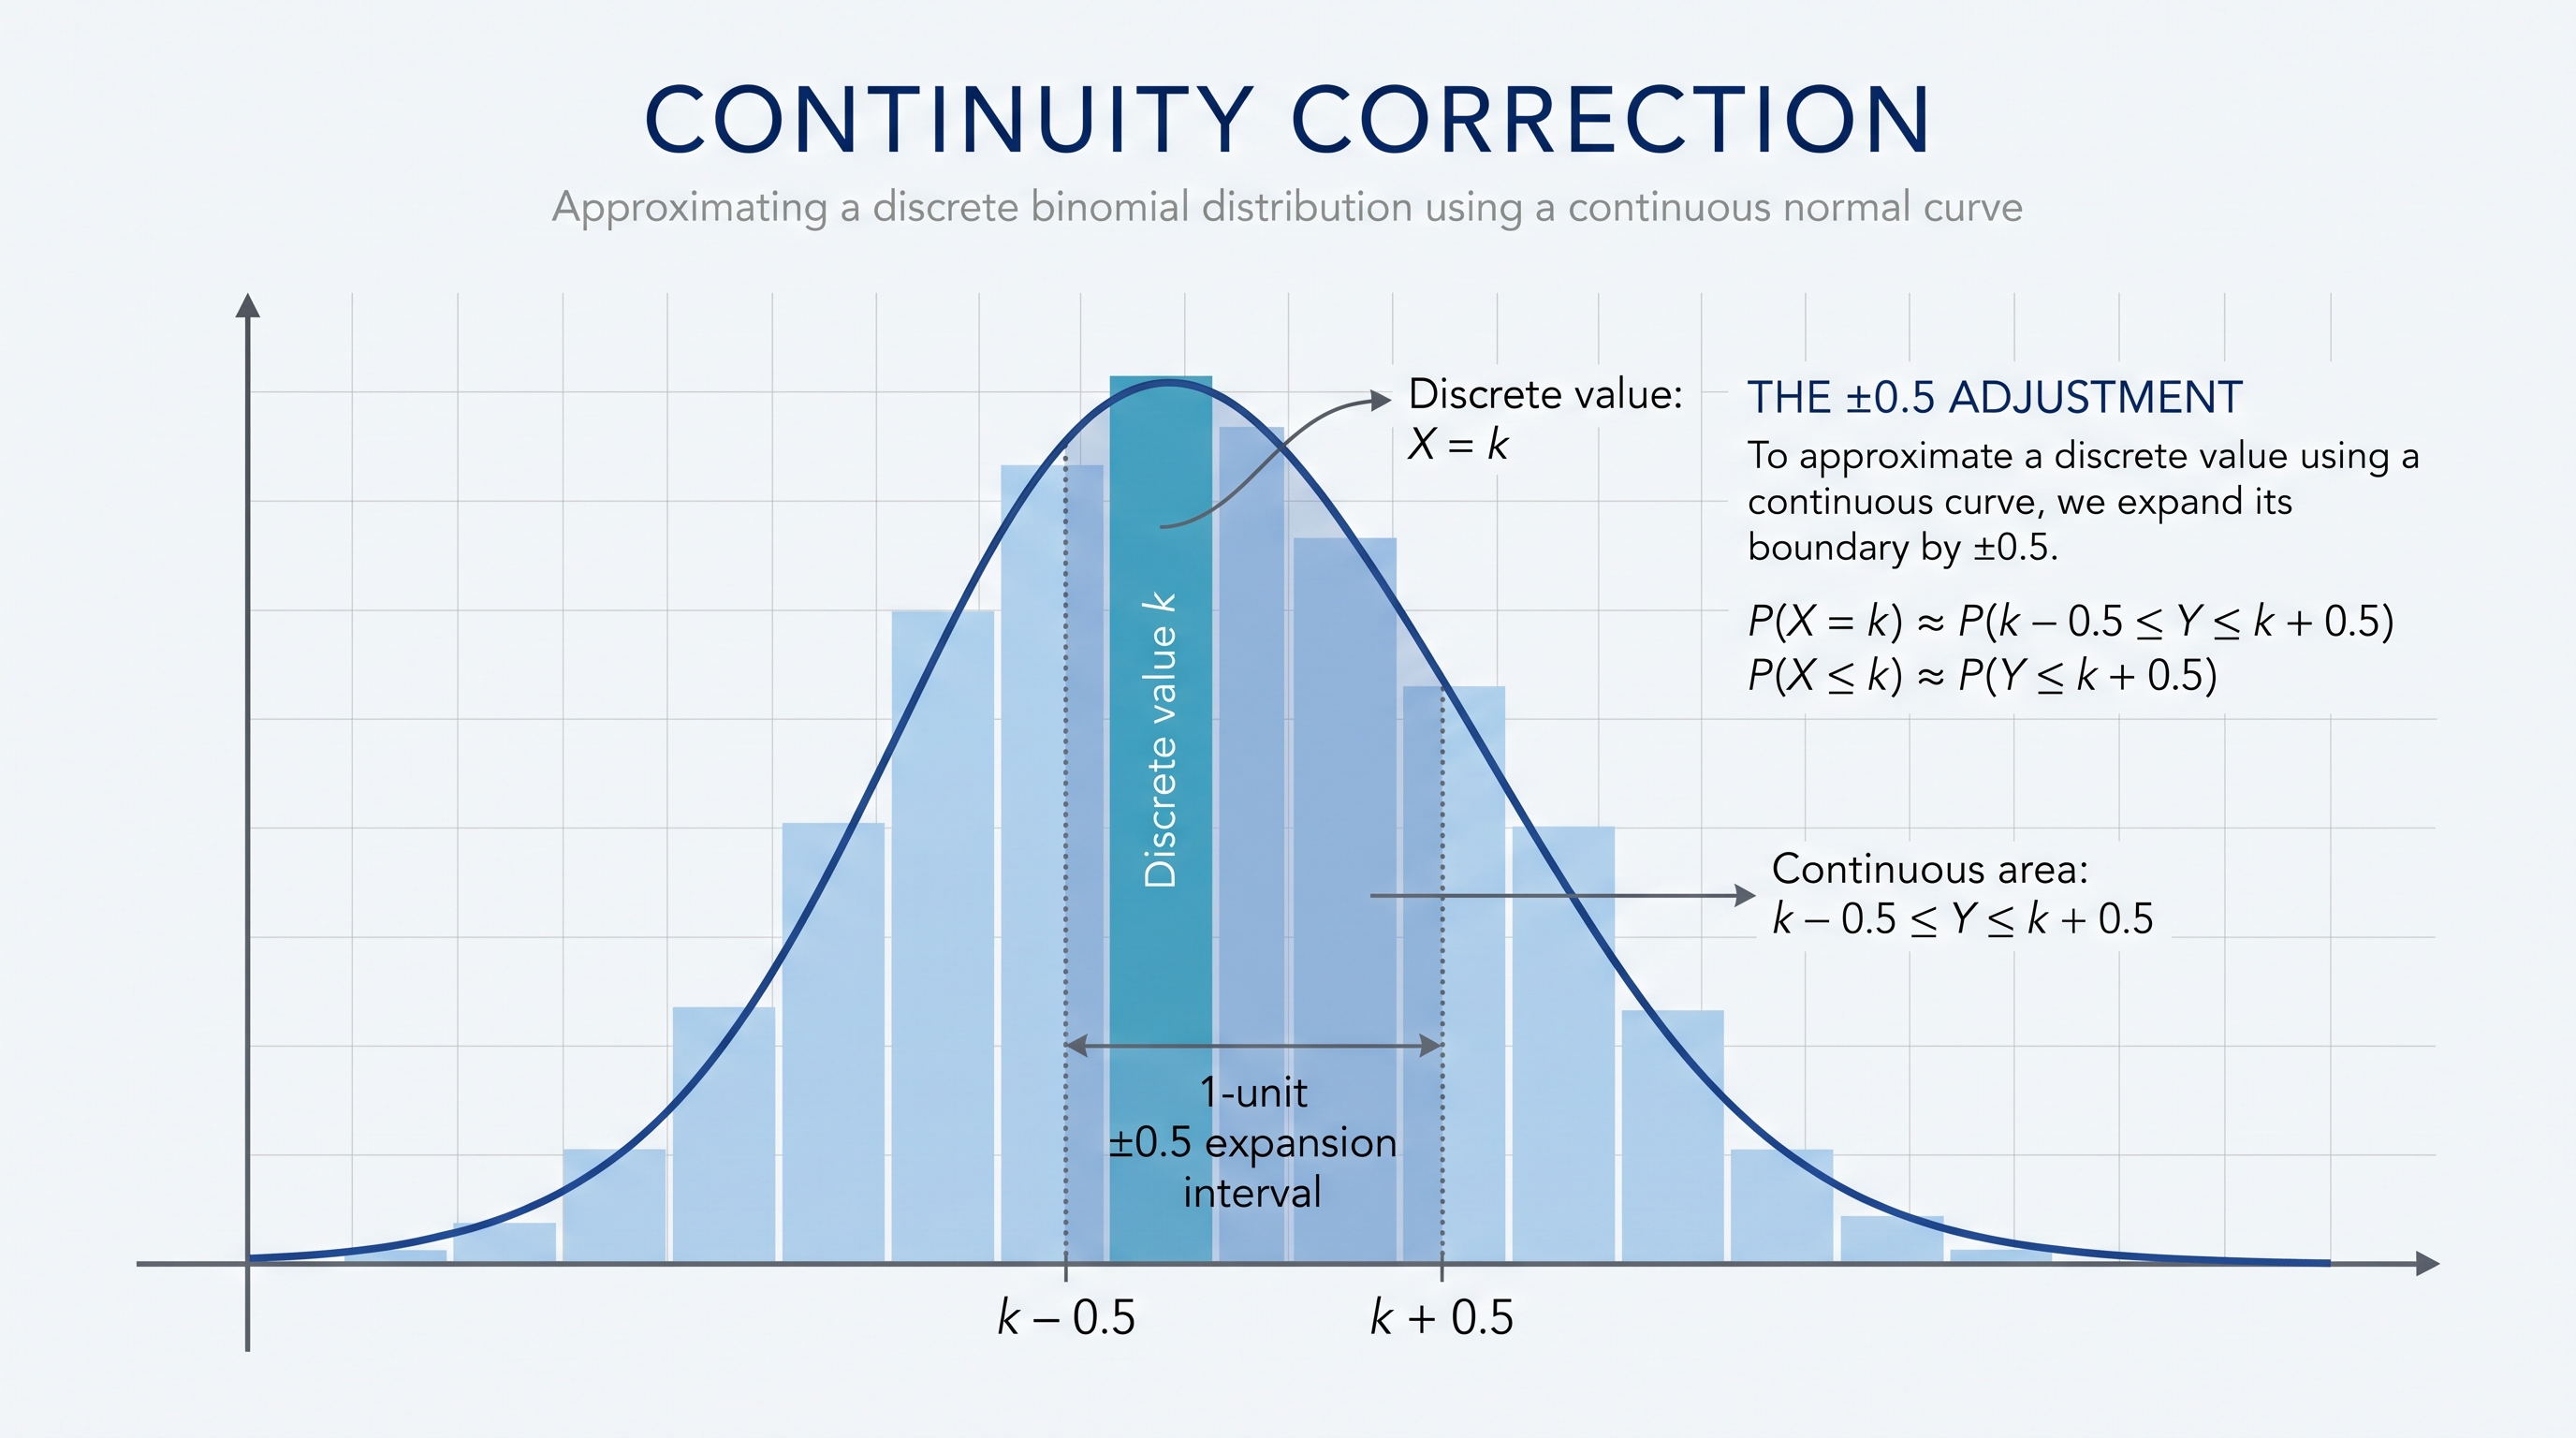 CONTINUITY CORRECTION
Approximating a discrete binomial distribution using a continuous normal curve
Discrete value:
X = k
THE ±0.5 ADJUSTMENT
To approximate a discrete value using a
continuous curve, we expand its
boundary by ±0.5.
P(X = k) ≈ P(k – 0.5 ≤ Y ≤ k + 0.5)
P(X ≤ k) ≈ P(Y ≤ k + 0.5)
Discrete value k
Continuous area:
k – 0.5 ≤ Y ≤ k + 0.5
1-unit
±0.5 expansion
interval
k – 0.5
k + 0.5